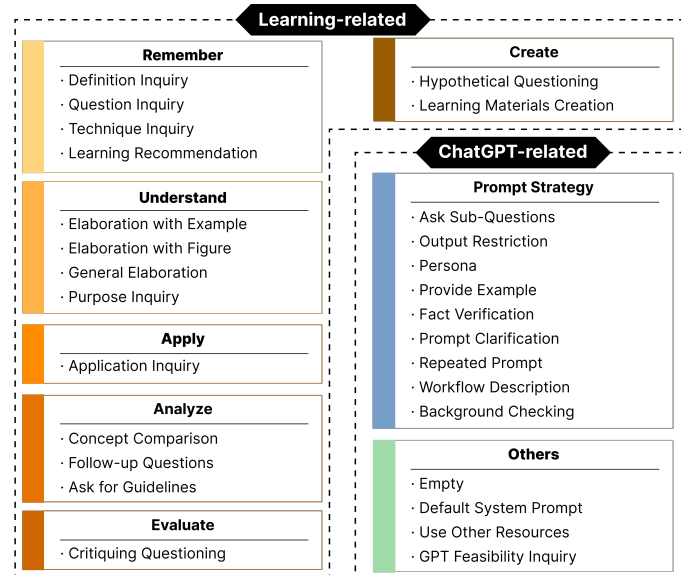 Learning-related
Remember
· Definition Inquiry
· Question Inquiry
· Technique Inquiry
· Learning Recommendation
Understand
· Elaboration with Example
· Elaboration with Figure
· General Elaboration
· Purpose Inquiry
Apply
· Application Inquiry
Analyze
· Concept Comparison
· Follow-up Questions
· Ask for Guidelines
Evaluate
· Critiquing Questioning
Create
· Hypothetical Questioning
· Learning Materials Creation
ChatGPT-related
Prompt Strategy
· Ask Sub-Questions
· Output Restriction
· Persona
· Provide Example
· Fact Verification
· Prompt Clarification
· Repeated Prompt
· Workflow Description
· Background Checking
Others
· Empty
· Default System Prompt
· Use Other Resources
· GPT Feasibility Inquiry